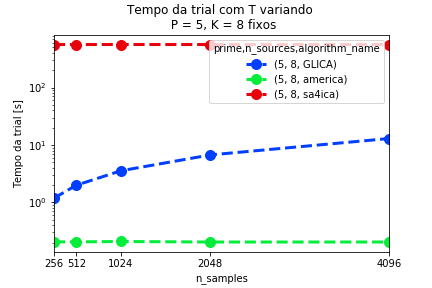 Tempo da trial com T variando
P = 5, K = 8 fixos
prime,n_sources,algorithm_name
(5, 8, GLICA)
(5, 8, america)
(5, 8, sa4ica)
Tempo da trial [s]
10²
10¹
10⁰
256 512 1024 2048 4096
n_samples